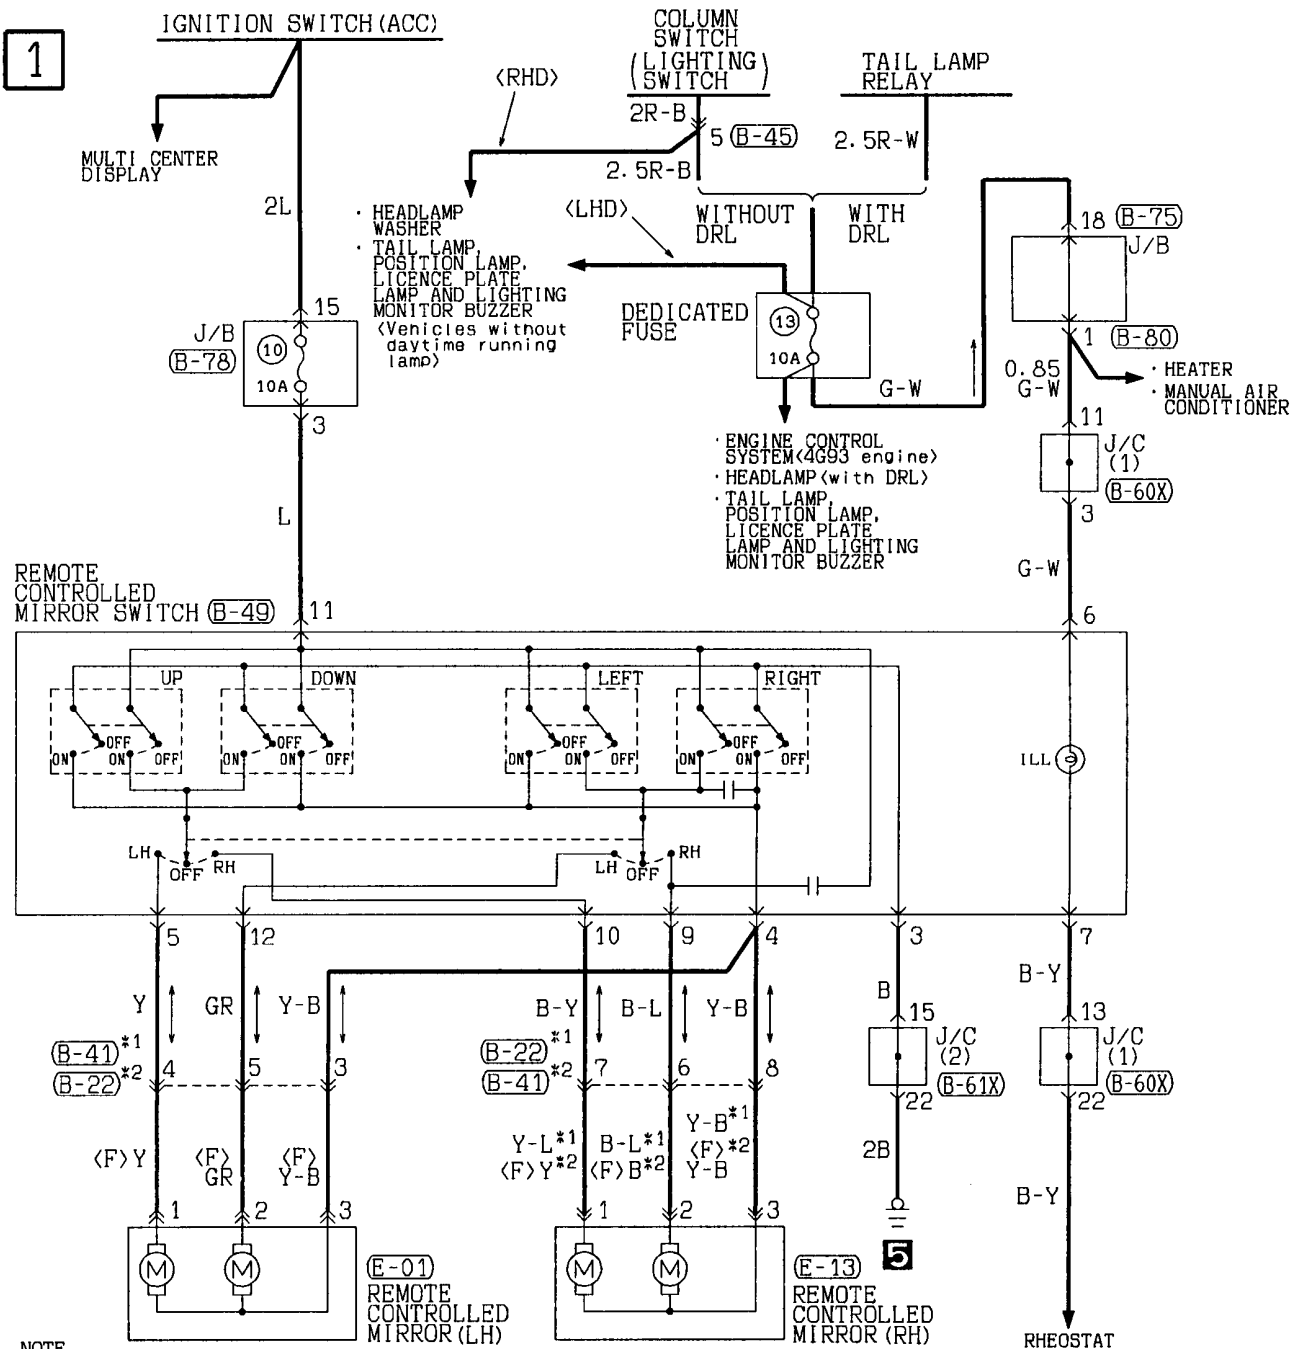 1
IGNITION SWITCH(ACC)
COLUMN
SWITCH
(LIGHTING)
SWITCH
TAIL LAMP
RELAY
<RHD>
2R-B
5 (B-45)
2.5R-W
2.5R-B
MULTI CENTER
DISPLAY
2L
· HEADLAMP
WASHER
· TAIL LAMP,
POSITION LAMP,
LICENCE PLATE
LAMP AND LIGHTING
MONITOR BUZZER
<Vehicles without
daytime running
lamp>
<LHD>
WITHOUT
DRL
WITH
DRL
18 (B-75)
J/B
15
J/B
(B-78)
10
10A
3
DEDICATED
FUSE
13
10A
G-W
1 (B-80)
0.85
G-W
· HEATER
· MANUAL AIR
CONDITIONER
11
J/C
(1)
(B-60X)
3
· ENGINE CONTROL
SYSTEM<4G93 engine>
· HEADLAMP<with DRL>
· TAIL LAMP,
POSITION LAMP,
LICENCE PLATE
LAMP AND LIGHTING
MONITOR BUZZER
L
G-W
REMOTE
CONTROLLED
MIRROR SWITCH (B-49)
11
6
UP
DOWN
LEFT
RIGHT
OFF
OFF
OFF
OFF
ON
ON
OFF
ON
ON
OFF
ON
ON
OFF
ON
ON
OFF
ILL
LH
OFF
RH
LH
OFF
RH
5
12
10
9
4
3
7
Y
GR
Y-B
B-Y
B-L
Y-B
B
B-Y
(B-41)*1
(B-22)*2
4
5
3
(B-22)*1
(B-41)*2
7
6
8
15
J/C
(2)
(B-61X)
22
13
J/C
(1)
(B-60X)
22
<F>Y
<F>
GR
<F>
Y-B
Y-L*1
<F>Y*2
B-L*1
<F>B*2
Y-B*1
<F>*2
Y-B
2B
B-Y
1
2
3
1
2
3
M
M
M
M
(E-01)
REMOTE
CONTROLLED
MIRROR(LH)
(E-13)
REMOTE
CONTROLLED
MIRROR(RH)
5
RHEOSTAT
NOTE